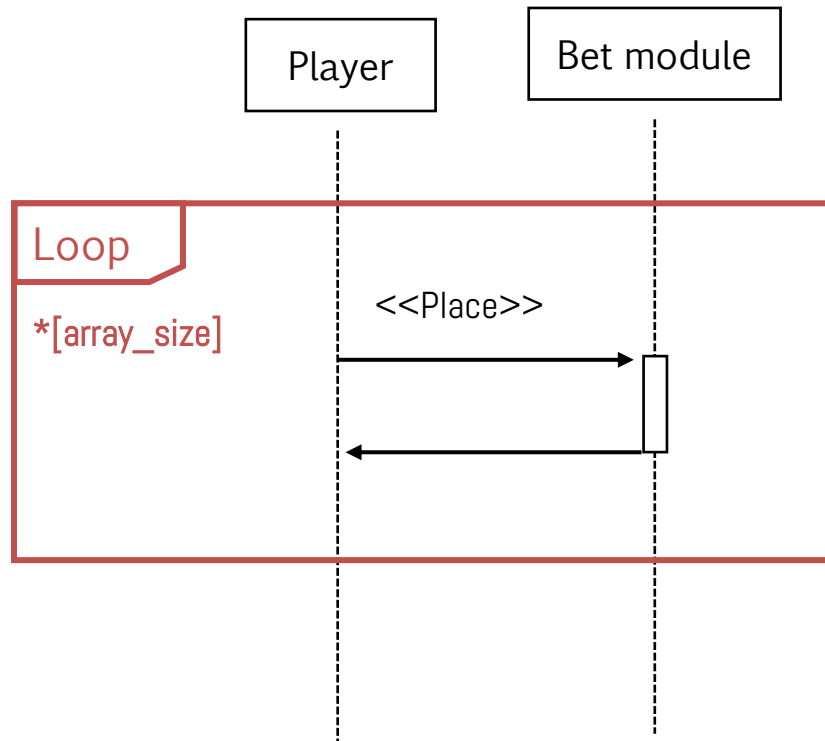 Player
Bet module
Loop
<<Place>>
*[array_size]